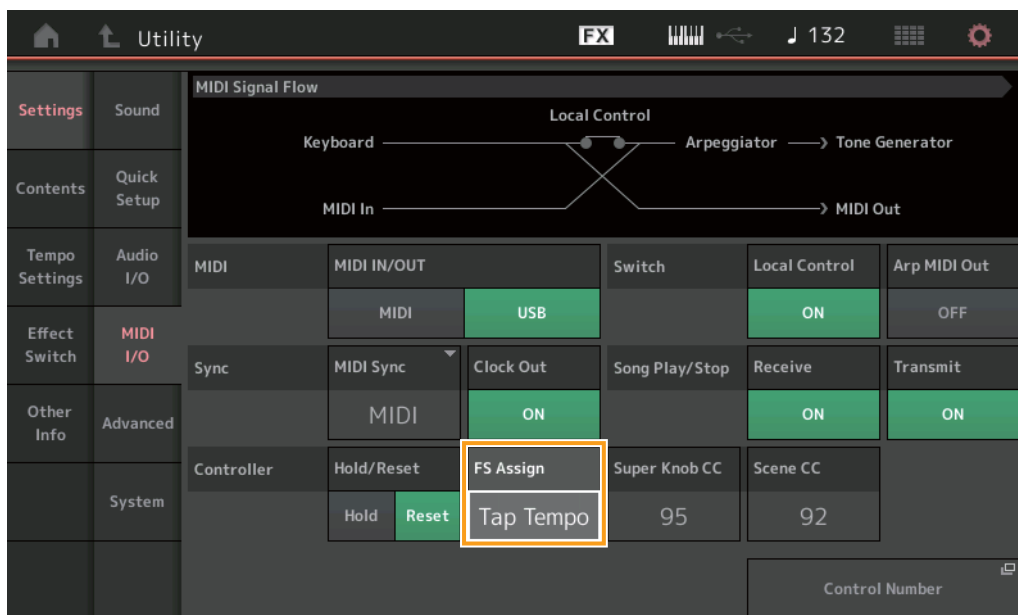 Utility
FX
♩ 132
Settings
Contents
Tempo
Settings
Effect
Switch
Other
Info
Sound
Quick
Setup
Audio
I/O
MIDI
I/O
Advanced
System
MIDI Signal Flow
Local Control
Keyboard
Arpeggiator
Tone Generator
MIDI In
MIDI Out
MIDI
MIDI IN/OUT
MIDI
USB
Switch
Local Control
ON
Arp MIDI Out
OFF
Sync
MIDI Sync
MIDI
Clock Out
ON
Song Play/Stop
Receive
ON
Transmit
ON
Controller
Hold/Reset
Hold
Reset
FS Assign
Tap Tempo
Super Knob CC
95
Scene CC
92
Control Number